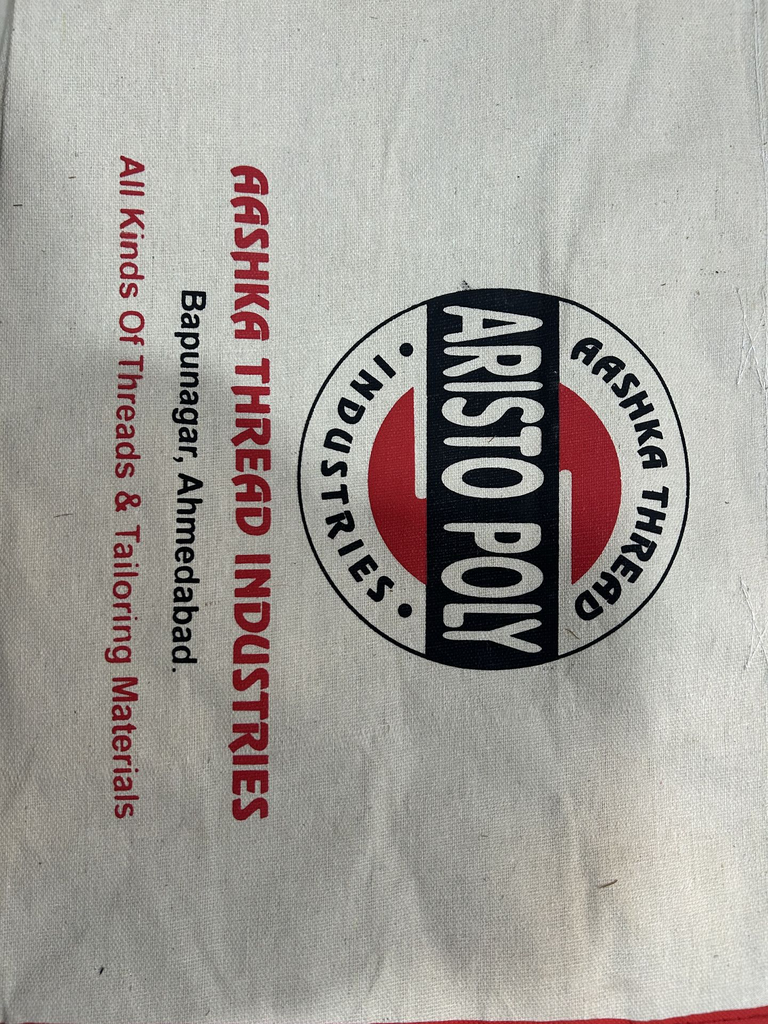 AASHKA THREAD
ARISTO POLY
• INDUSTRIES •
AASHKA THREAD INDUSTRIES
Bapunagar, Ahmedabad.
All Kinds Of Threads & Tailoring Materials